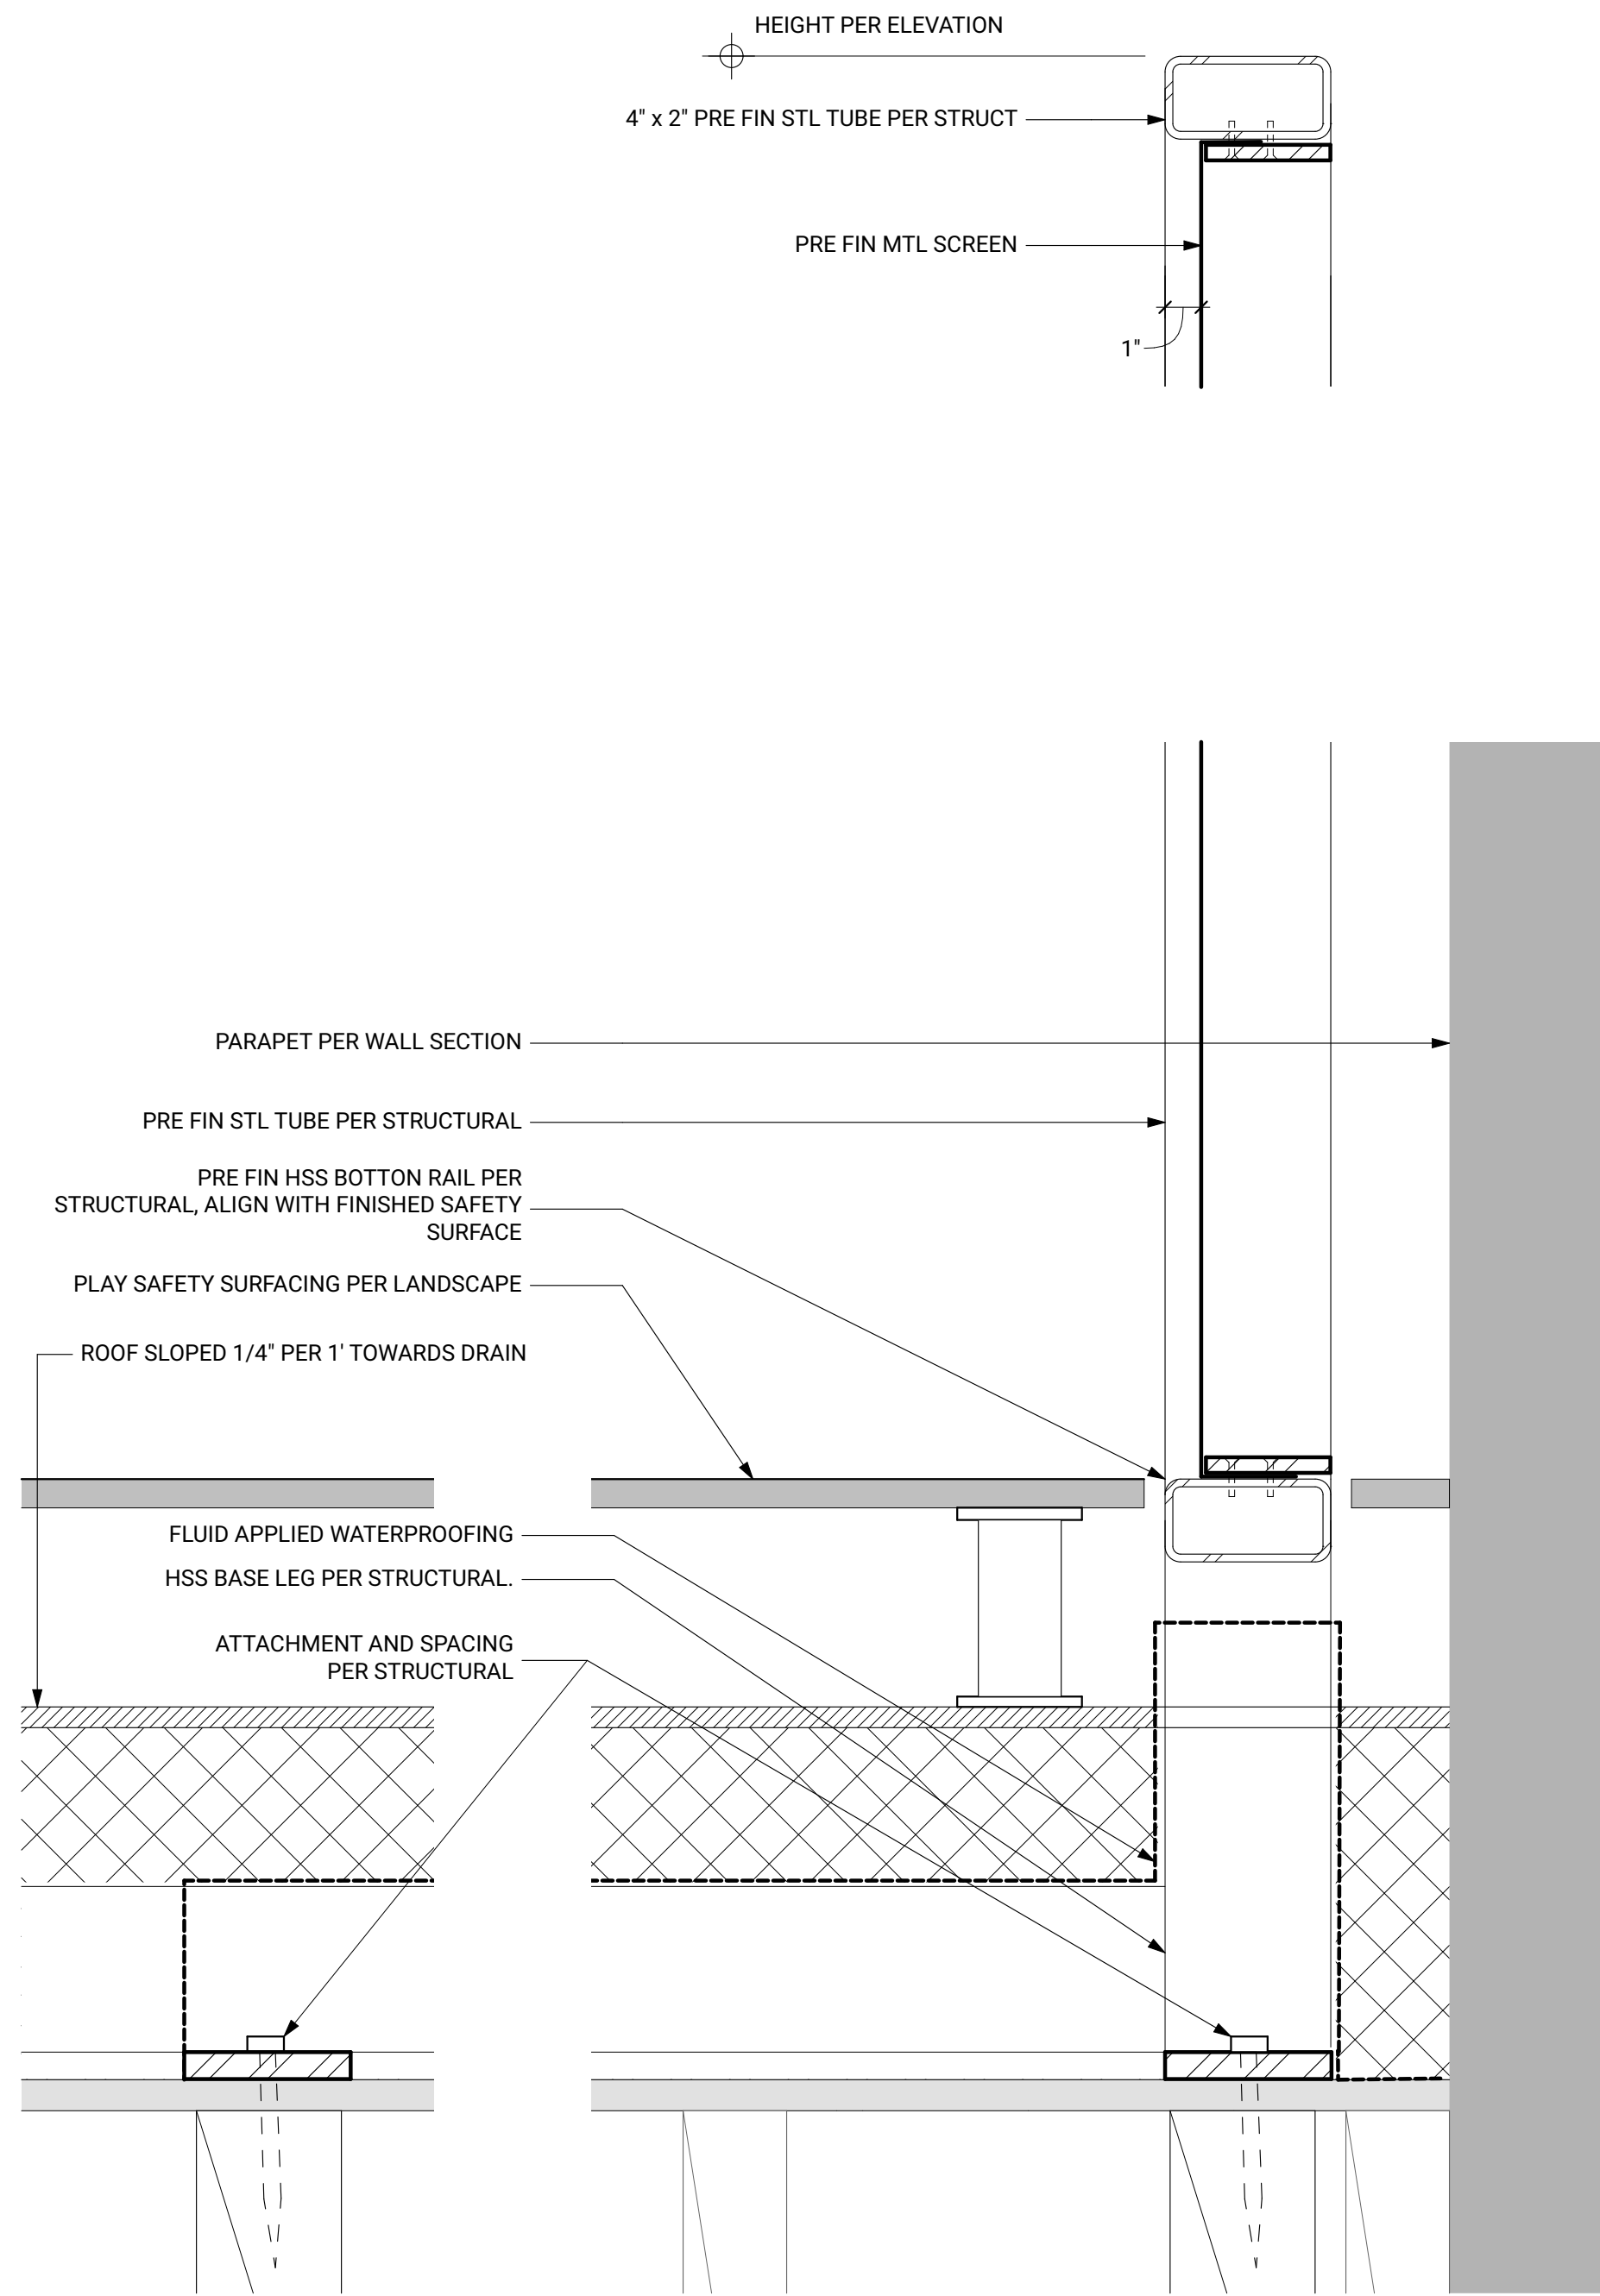 HEIGHT PER ELEVATION
4" x 2" PRE FIN STL TUBE PER STRUCT
PRE FIN MTL SCREEN
1"
PARAPET PER WALL SECTION
PRE FIN STL TUBE PER STRUCTURAL
PRE FIN HSS BOTTON RAIL PER
STRUCTURAL, ALIGN WITH FINISHED SAFETY
SURFACE
PLAY SAFETY SURFACING PER LANDSCAPE
ROOF SLOPED 1/4" PER 1' TOWARDS DRAIN
FLUID APPLIED WATERPROOFING
HSS BASE LEG PER STRUCTURAL.
ATTACHMENT AND SPACING
PER STRUCTURAL